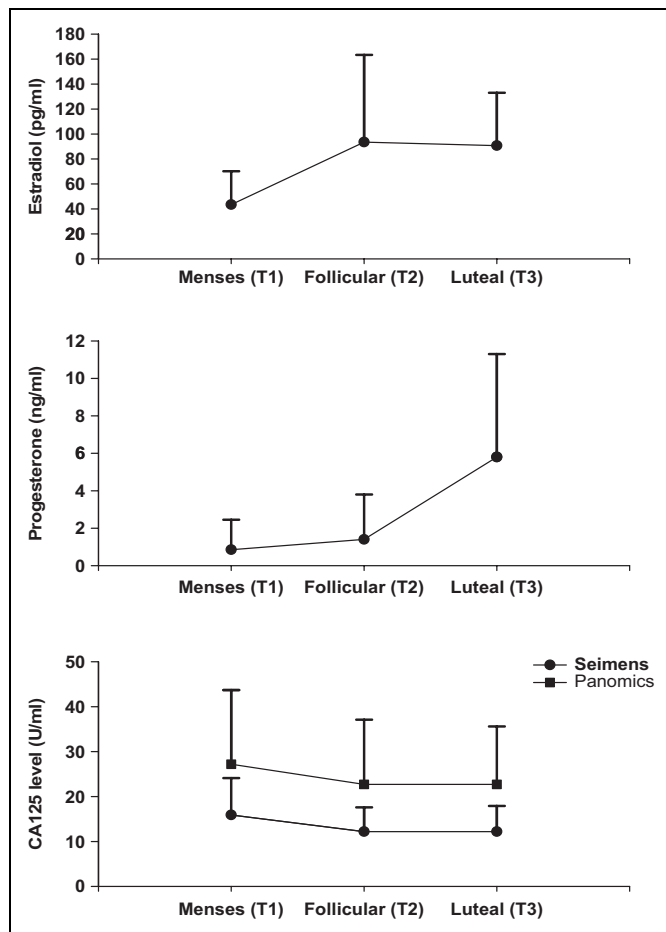 Estradiol (pg/ml)
180
160
140
120
100
80
60
40
20
0
Menses (T1) Follicular (T2) Luteal (T3)
Progesterone (ng/ml)
12
10
8
6
4
2
0
Menses (T1) Follicular (T2) Luteal (T3)
CA125 level (U/ml)
50
40
30
20
10
0
Seimens
Panomics
Menses (T1) Follicular (T2) Luteal (T3)